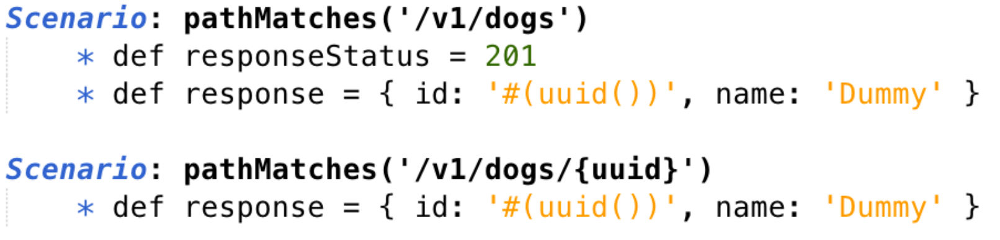 Scenario: pathMatches('/v1/dogs')
* def responseStatus = 201
* def response = { id: '#(uuid())', name: 'Dummy' }
Scenario: pathMatches('/v1/dogs/{uuid}')
* def response = { id: '#(uuid())', name: 'Dummy' }